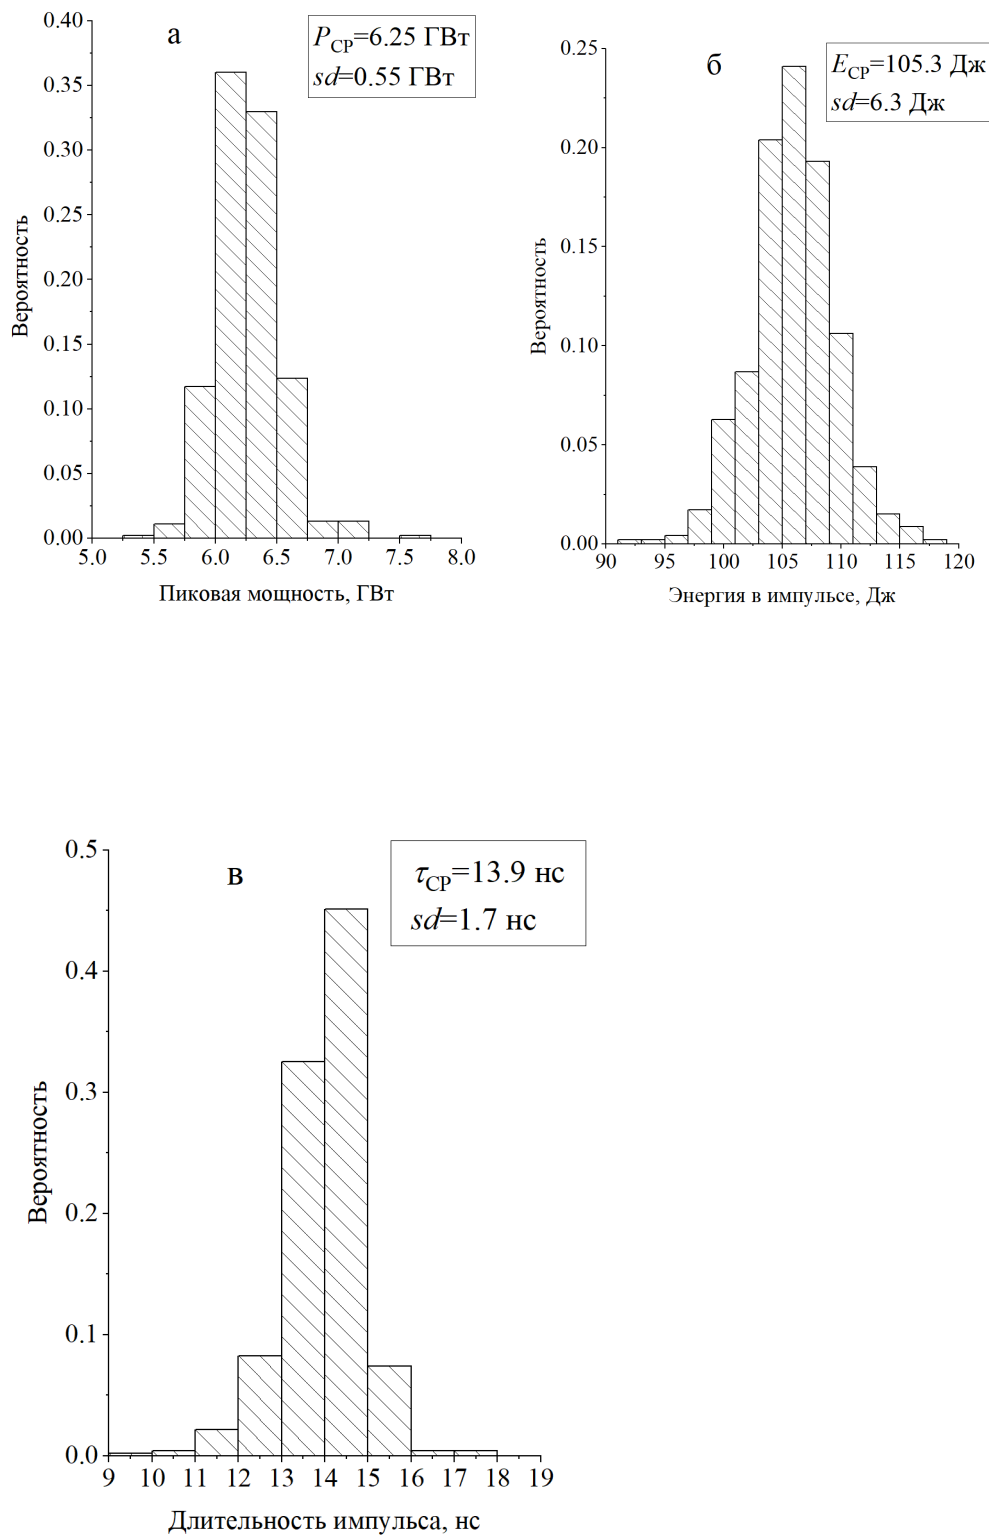 а
P_СР=6.25 ГВт
sd=0.55 ГВт
Вероятность
0.40
0.35
0.30
0.25
0.20
0.15
0.10
0.05
0.00
5.0 5.5 6.0 6.5 7.0 7.5 8.0
Пиковая мощность, ГВт
б
E_СР=105.3 Дж
sd=6.3 Дж
Вероятность
0.25
0.20
0.15
0.10
0.05
0.00
90 95 100 105 110 115 120
Энергия в импульсе, Дж
в
τ_СР=13.9 нс
sd=1.7 нс
Вероятность
0.5
0.4
0.3
0.2
0.1
0.0
9 10 11 12 13 14 15 16 17 18 19
Длительность импульса, нс